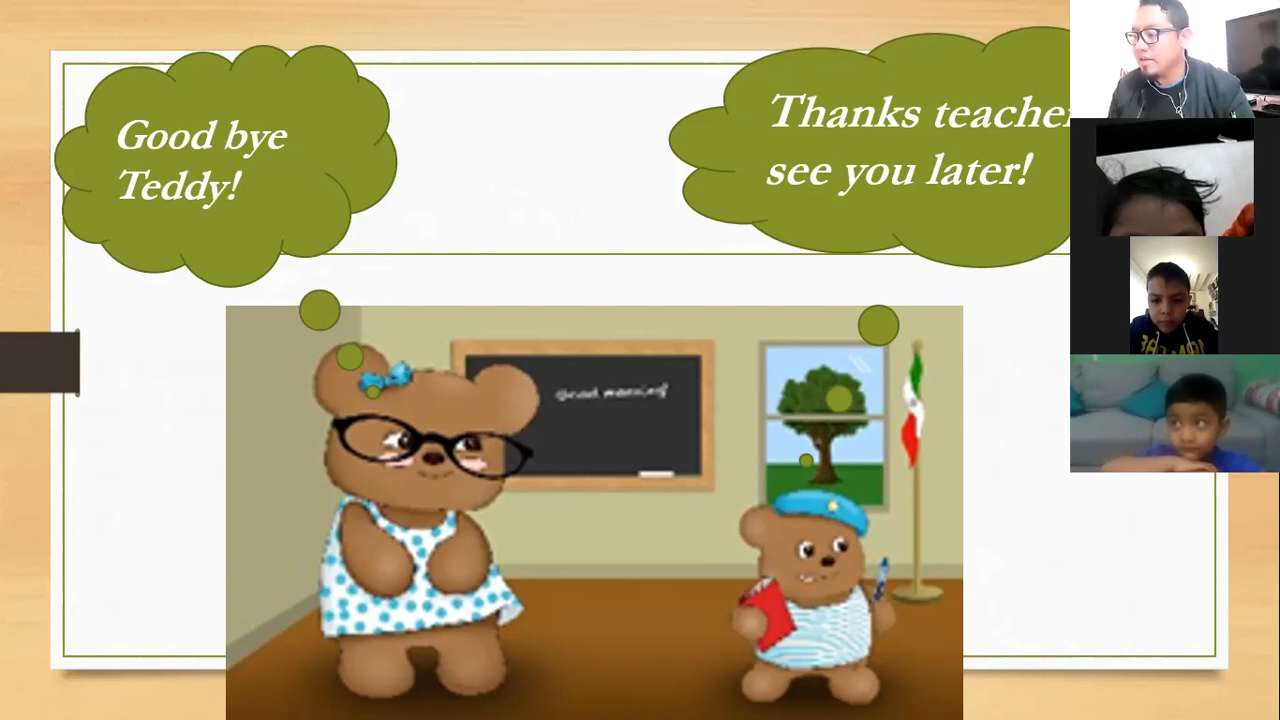 Good bye
Teddy!
Thanks teacher
see you later!
Good morning!